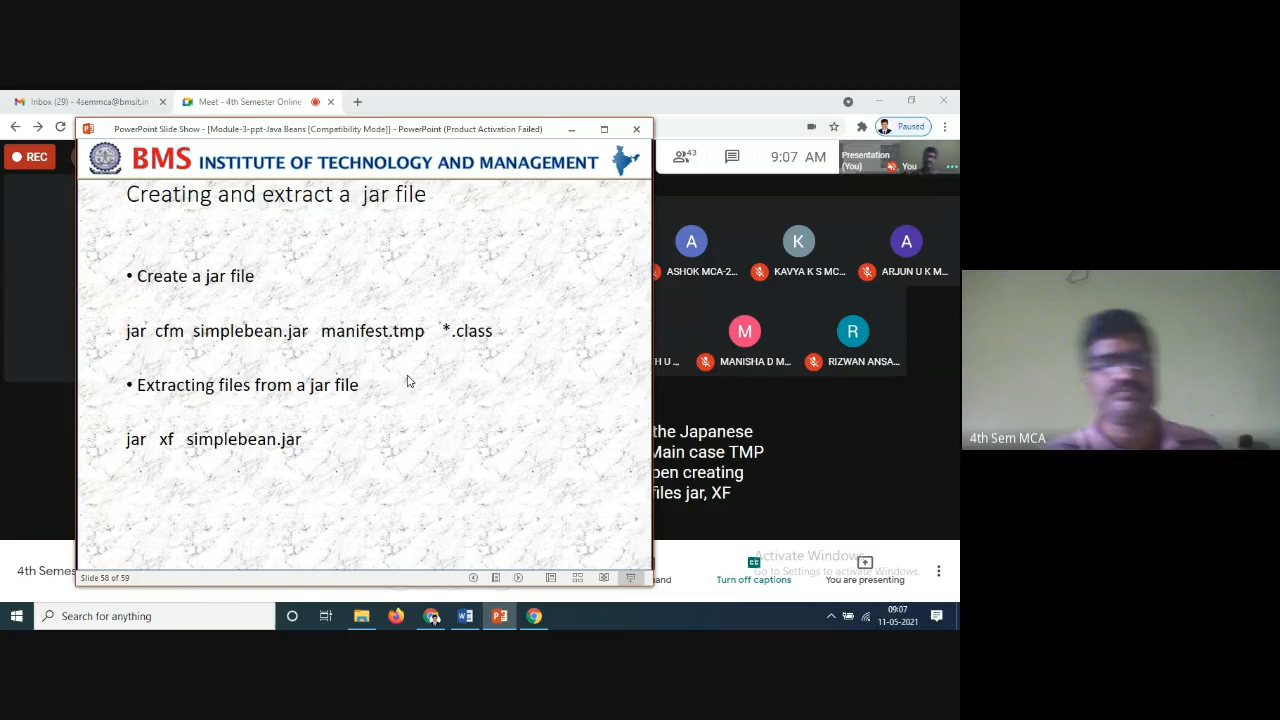 Inbox (29) - 4semmca@bmsit.in
Meet - 4th Semester Online
Paused
PowerPoint Slide Show - [Module-3-ppt-Java Beans [Compatibility Mode]] - PowerPoint (Product Activation Failed)
REC
BMS INSTITUTE OF TECHNOLOGY AND MANAGEMENT
43
9:07 AM
Presentation
(You)
You
Creating and extract a jar file
• Create a jar file
jar cfm simplebean.jar manifest.tmp *.class
• Extracting files from a jar file
jar xf simplebean.jar
A
K
A
ASHOK MCA-2...
KAVYA K S MC...
ARJUN U K M...
M
R
H U ...
MANISHA D M...
RIZWAN ANSA...
the Japanese
Main case TMP
pen creating
files jar, XF
4th Sem MCA
Activate Windows
Go to Settings to activate Windows.
4th Semes
Slide 58 of 59
and
CC
Turn off captions
You are presenting
Search for anything
09:07
11-05-2021